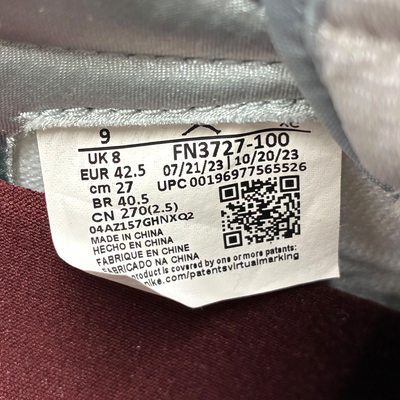 9
UK 8
EUR 42.5
cm 27
BR 40.5
CN 270(2.5)
04AZ157GHNXQ2
MADE IN CHINA
HECHO EN CHINA
FABRIQUE EN CHINE
FABRICADO NA CHINA
FN3727-100
07/21/23 | 10/20/23
UPC 00196977565526
product is covered by one or more patents:
nike.com/patentsvirtualmarking